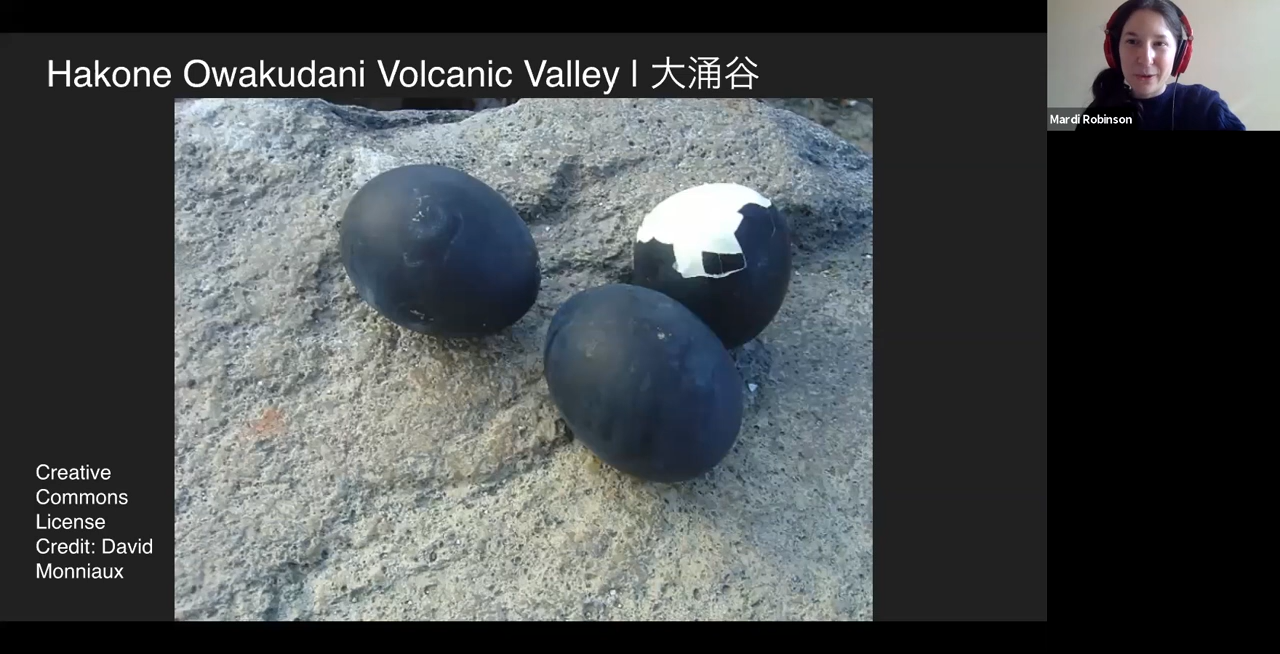 Hakone Owakudani Volcanic Valley | 大涌谷
Mardi Robinson
Creative
Commons
License
Credit: David
Monniaux